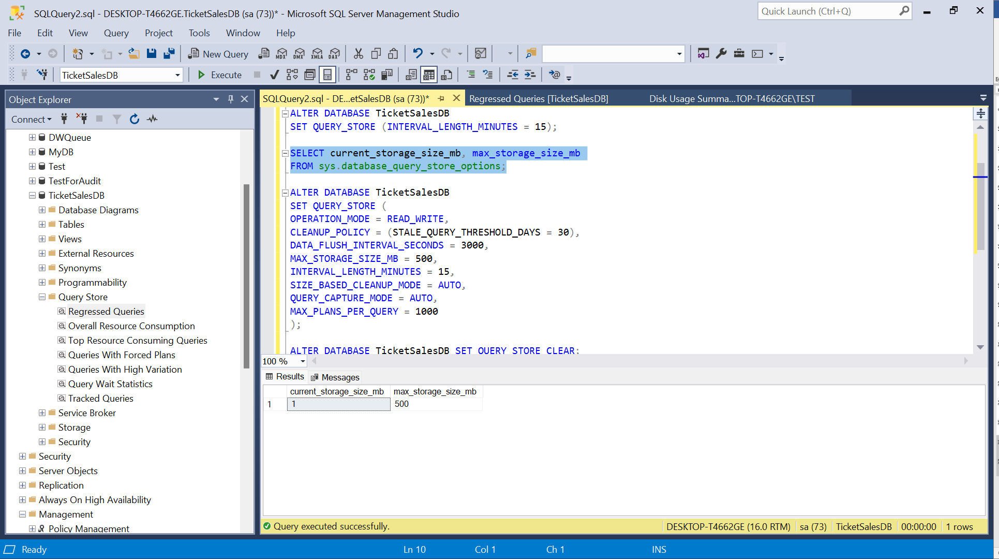 SQLQuery2.sql - DESKTOP-T4662GE.TicketSalesDB (sa (73))* - Microsoft SQL Server Management Studio
Quick Launch (Ctrl+Q)
File Edit View Query Project Tools Window Help
New Query MDX DMX XMLA DAX
TicketSalesDB Execute
Object Explorer
Connect
DWQueue
MyDB
Test
TestForAudit
TicketSalesDB
Database Diagrams
Tables
Views
External Resources
Synonyms
Programmability
Query Store
Regressed Queries
Overall Resource Consumption
Top Resource Consuming Queries
Queries With Forced Plans
Queries With High Variation
Query Wait Statistics
Tracked Queries
Service Broker
Storage
Security
Security
Server Objects
Replication
Always On High Availability
Management
Policy Management
SQLQuery2.sql - DE...etSalesDB (sa (73))* Regressed Queries [TicketSalesDB] Disk Usage Summa...TOP-T4662GE\TEST
ALTER DATABASE TicketSalesDB
SET QUERY_STORE (INTERVAL_LENGTH_MINUTES = 15);
SELECT current_storage_size_mb, max_storage_size_mb
FROM sys.database_query_store_options;
ALTER DATABASE TicketSalesDB
SET QUERY_STORE (
OPERATION_MODE = READ_WRITE,
CLEANUP_POLICY = (STALE_QUERY_THRESHOLD_DAYS = 30),
DATA_FLUSH_INTERVAL_SECONDS = 3000,
MAX_STORAGE_SIZE_MB = 500,
INTERVAL_LENGTH_MINUTES = 15,
SIZE_BASED_CLEANUP_MODE = AUTO,
QUERY_CAPTURE_MODE = AUTO,
MAX_PLANS_PER_QUERY = 1000
);
ALTER DATABASE TicketSalesDB SET QUERY_STORE CLEAR;
100 %
Results Messages
current_storage_size_mb max_storage_size_mb
1 1 500
Query executed successfully. DESKTOP-T4662GE (16.0 RTM) sa (73) TicketSalesDB 00:00:00 1 rows
Ready Ln 10 Col 1 Ch 1 INS